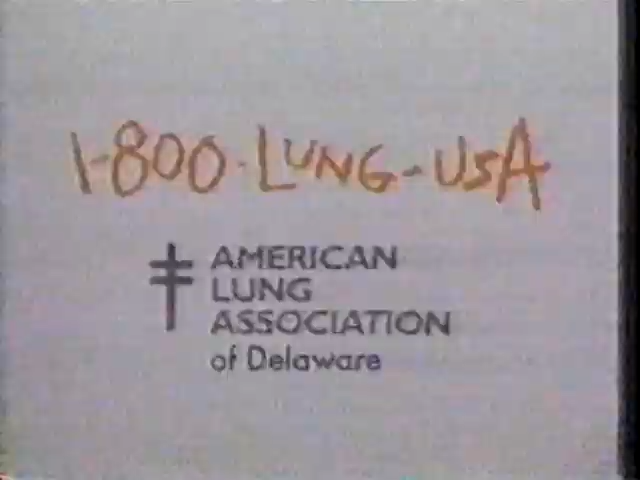 1-800-LUNG-USA
AMERICAN
LUNG
ASSOCIATION
of Delaware